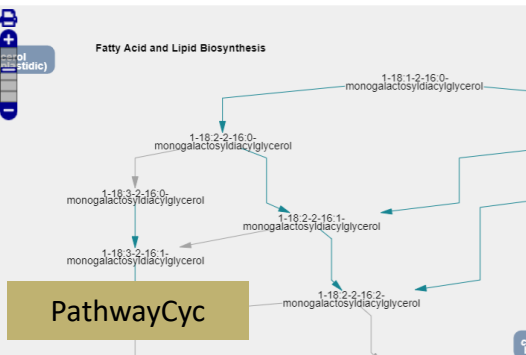 Fatty Acid and Lipid Biosynthesis
erol
plastidic)
1-18:1-2-16:0-
monogalactosyldiacylglycerol
1-18:2-2-16:0-
monogalactosyldiacylglycerol
1-18:3-2-16:0-
monogalactosyldiacylglycerol
1-18:2-2-16:1-
monogalactosyldiacylglycerol
1-18:3-2-16:1-
monogalactosyldiacylglycerol
1-18:2-2-16:2-
monogalactosyldiacylglycerol
PathwayCyc